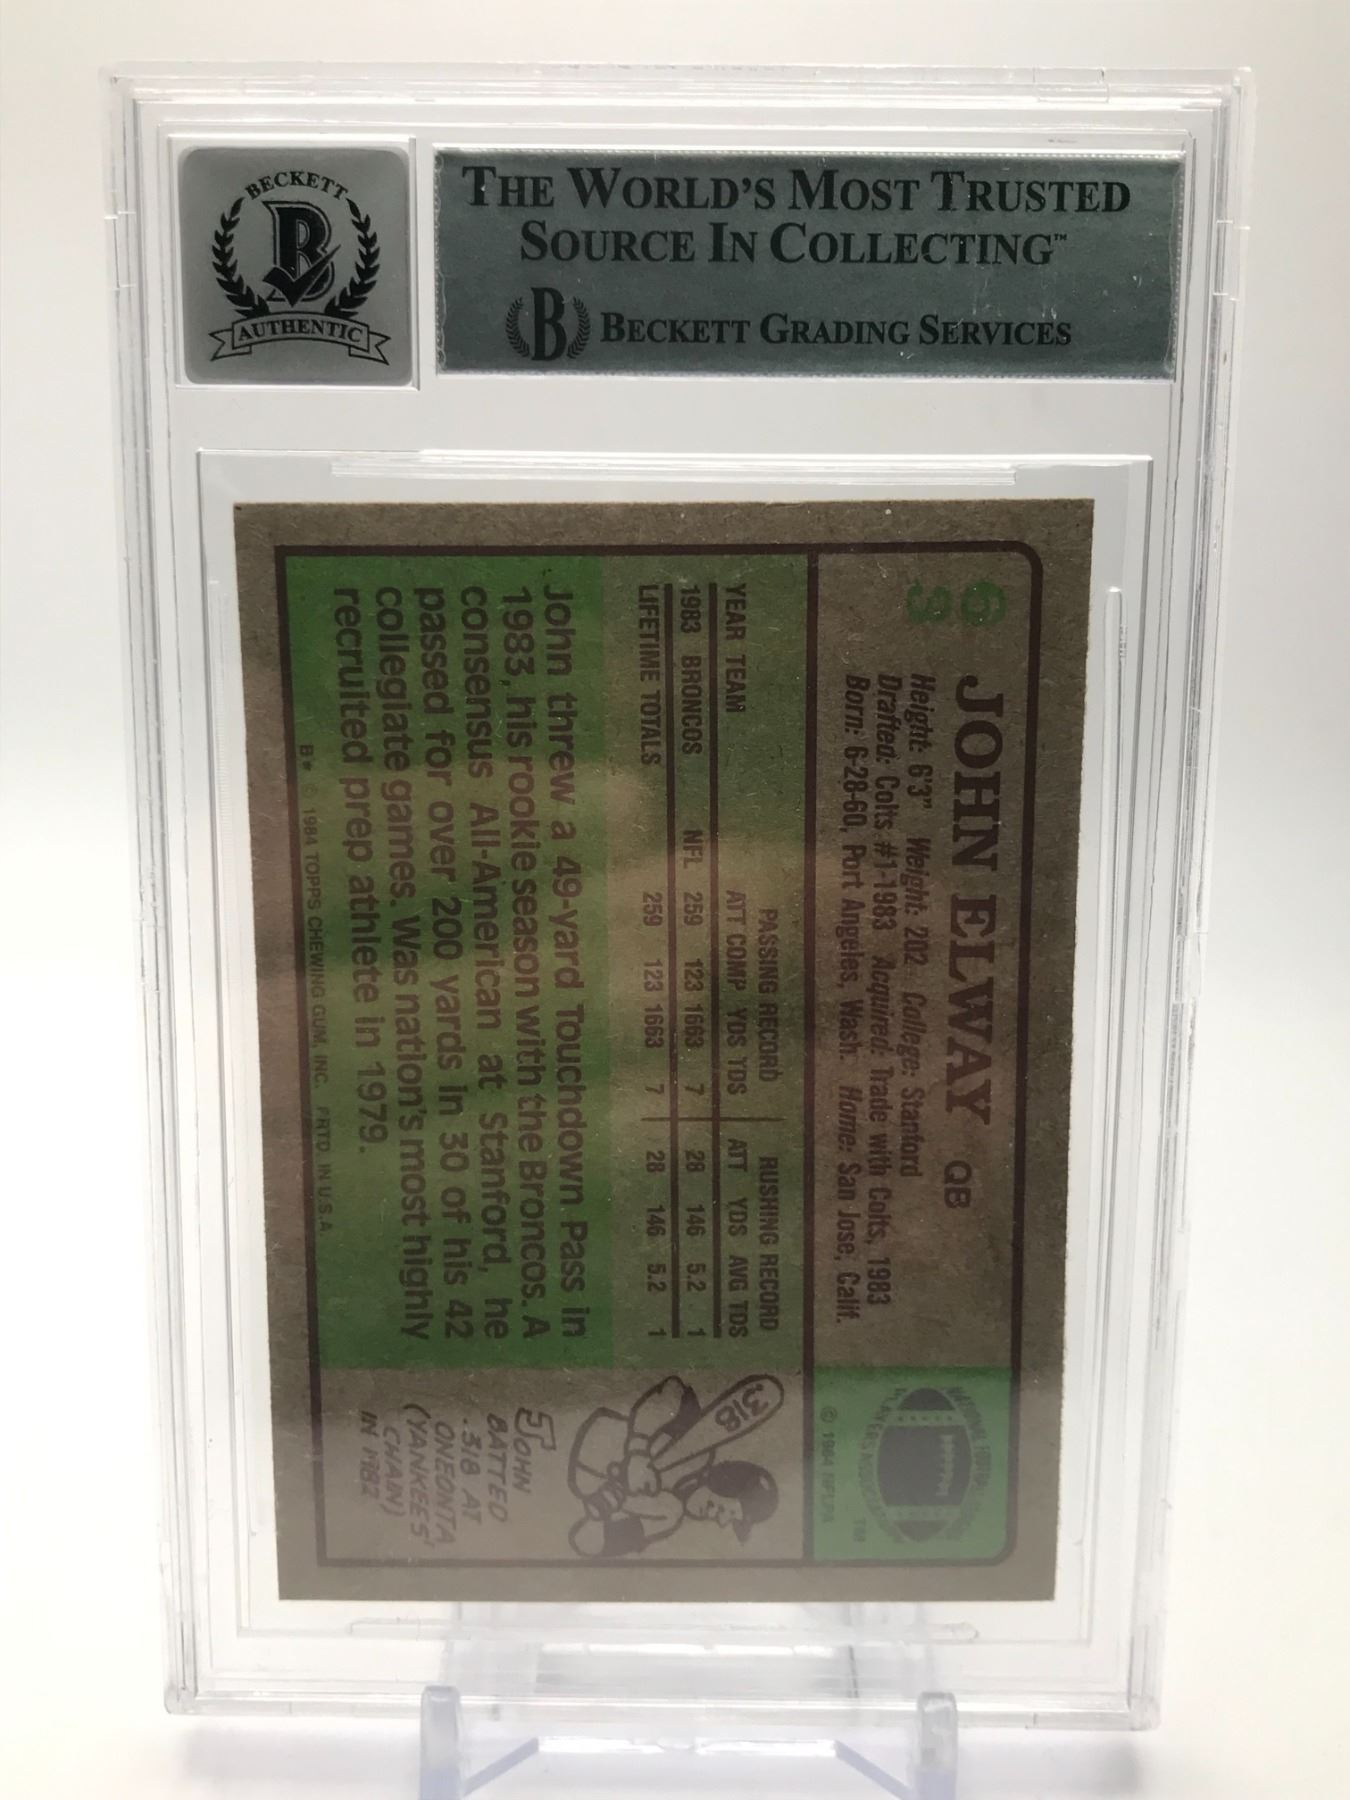 BECKETT
B
AUTHENTIC
THE WORLD'S MOST TRUSTED
SOURCE IN COLLECTING™
B BECKETT GRADING SERVICES
63
JOHN ELWAY QB
Height: 6'3" Weight: 202 College: Stanford
Drafted: Colts #1-1983 Acquired: Trade with Colts, 1983
Born: 6-28-60, Port Angeles, Wash. Home: San Jose, Calif.
NATIONAL FOOTBALL
PLAYERS ASSOCIATION
TM
© 1984 NFLPA
PASSING RECORD RUSHING RECORD
YEAR TEAM ATT COMP YDS TDS ATT YDS AVG TDS
1983 BRONCOS NFL 259 123 1663 7 28 146 5.2 1
LIFETIME TOTALS 259 123 1663 7 28 146 5.2 1
John threw a 49-yard Touchdown Pass in
1983, his rookie season with the Broncos. A
consensus All-American at Stanford, he
passed for over 200 yards in 30 of his 42
collegiate games. Was nation's most highly
recruited prep athlete in 1979.
318
JOHN
BATTED
.318 AT
ONEONTA
(YANKEES'
CHAIN)
IN 1982
B* © 1984 TOPPS CHEWING GUM, INC. PRTD. IN U.S.A.